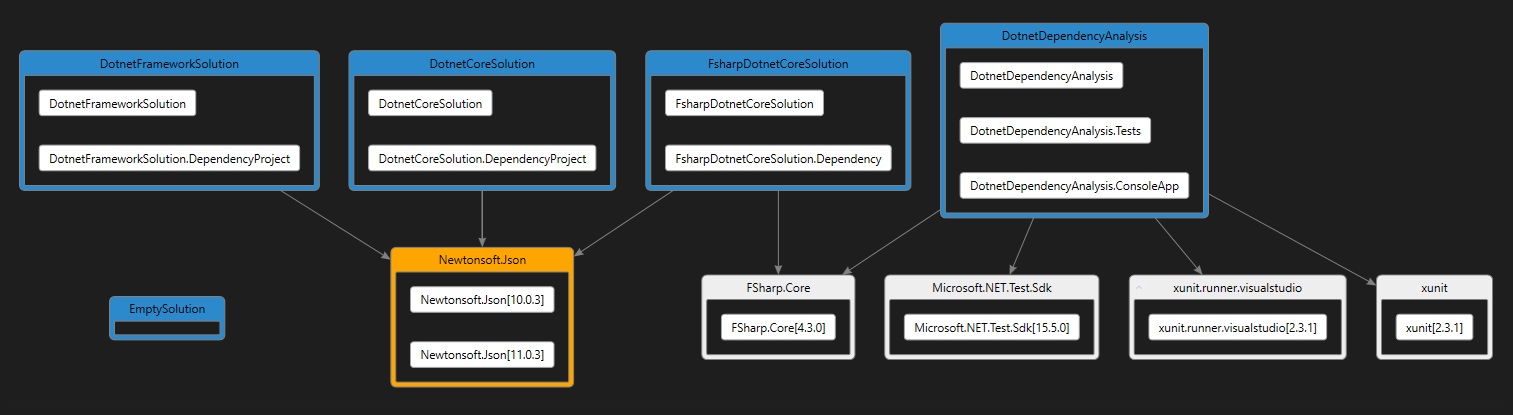 DotnetFrameworkSolution
DotnetFrameworkSolution
DotnetFrameworkSolution.DependencyProject
DotnetCoreSolution
DotnetCoreSolution
DotnetCoreSolution.DependencyProject
FsharpDotnetCoreSolution
FsharpDotnetCoreSolution
FsharpDotnetCoreSolution.Dependency
DotnetDependencyAnalysis
DotnetDependencyAnalysis
DotnetDependencyAnalysis.Tests
DotnetDependencyAnalysis.ConsoleApp
EmptySolution
Newtonsoft.Json
Newtonsoft.Json[10.0.3]
Newtonsoft.Json[11.0.3]
FSharp.Core
FSharp.Core[4.3.0]
Microsoft.NET.Test.Sdk
Microsoft.NET.Test.Sdk[15.5.0]
xunit.runner.visualstudio
xunit.runner.visualstudio[2.3.1]
xunit
xunit[2.3.1]